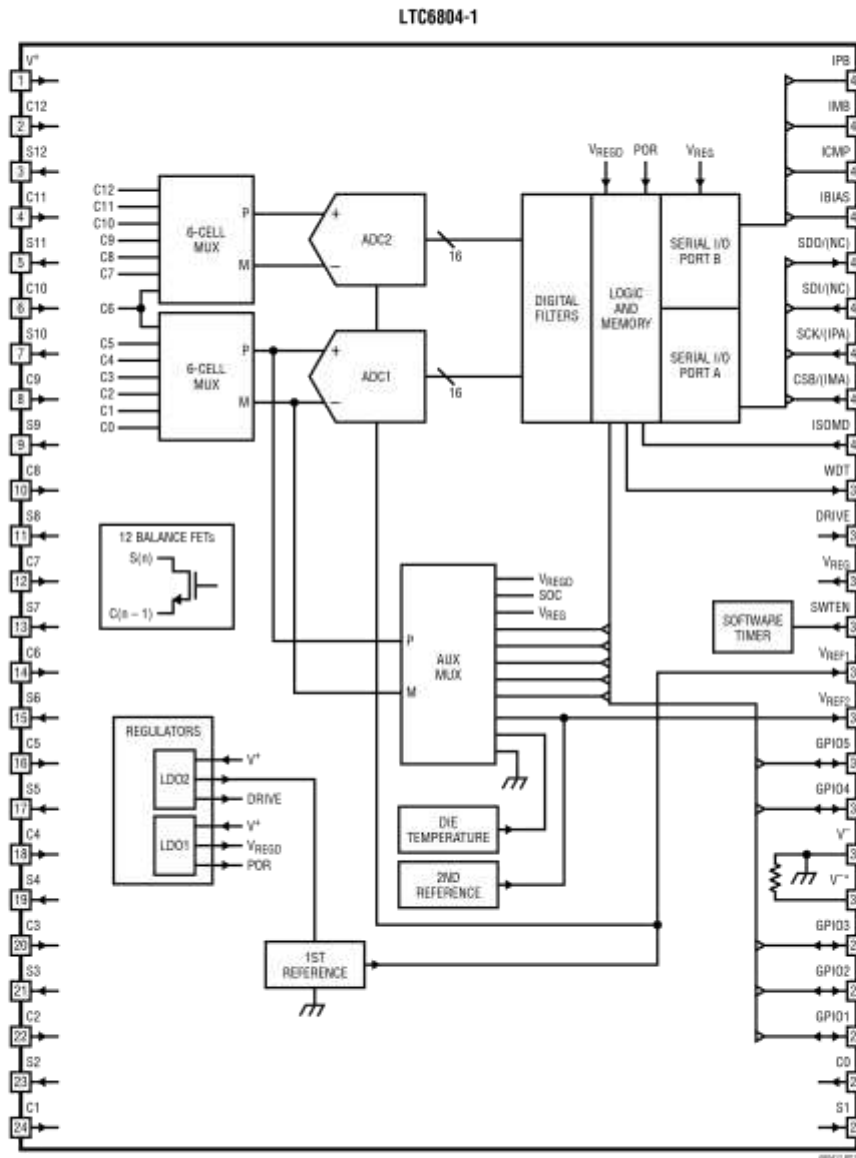 LTC6804-1
V+
1
C12
2
S12
3
C11
4
S11
5
C10
6
S10
7
C9
8
S9
9
C8
10
S8
11
C7
12
S7
13
C6
14
S6
15
C5
16
S5
17
C4
18
S4
19
C3
20
S3
21
C2
22
S2
23
C1
24
C12
C11
C10
C9
C8
C7
C6
C5
C4
C3
C2
C1
C0
6-CELL
MUX
P
M
6-CELL
MUX
P
M
+
ADC2
–
16
+
ADC1
–
16
VREGD POR VREG
DIGITAL
FILTERS
LOGIC
AND
MEMORY
SERIAL I/O
PORT B
SERIAL I/O
PORT A
12 BALANCE FETs
S(n)
C(n – 1)
P
M
AUX
MUX
VREGD
SOC
VREG
SOFTWARE
TIMER
REGULATORS
LDO2
V+
DRIVE
LDO1
V+
VREGD
POR
DIE
TEMPERATURE
2ND
REFERENCE
1ST
REFERENCE
IPB
IMB
ICMP
IBIAS
SDO/(NC)
SDI/(NC)
SCK/(IPA)
CSB/(IMA)
ISOMD
WDT
DRIVE
VREG
SWTEN
VREF1
VREF2
GPIO5
GPIO4
V–
V–*
GPIO3
GPIO2
GPIO1
C0
S1